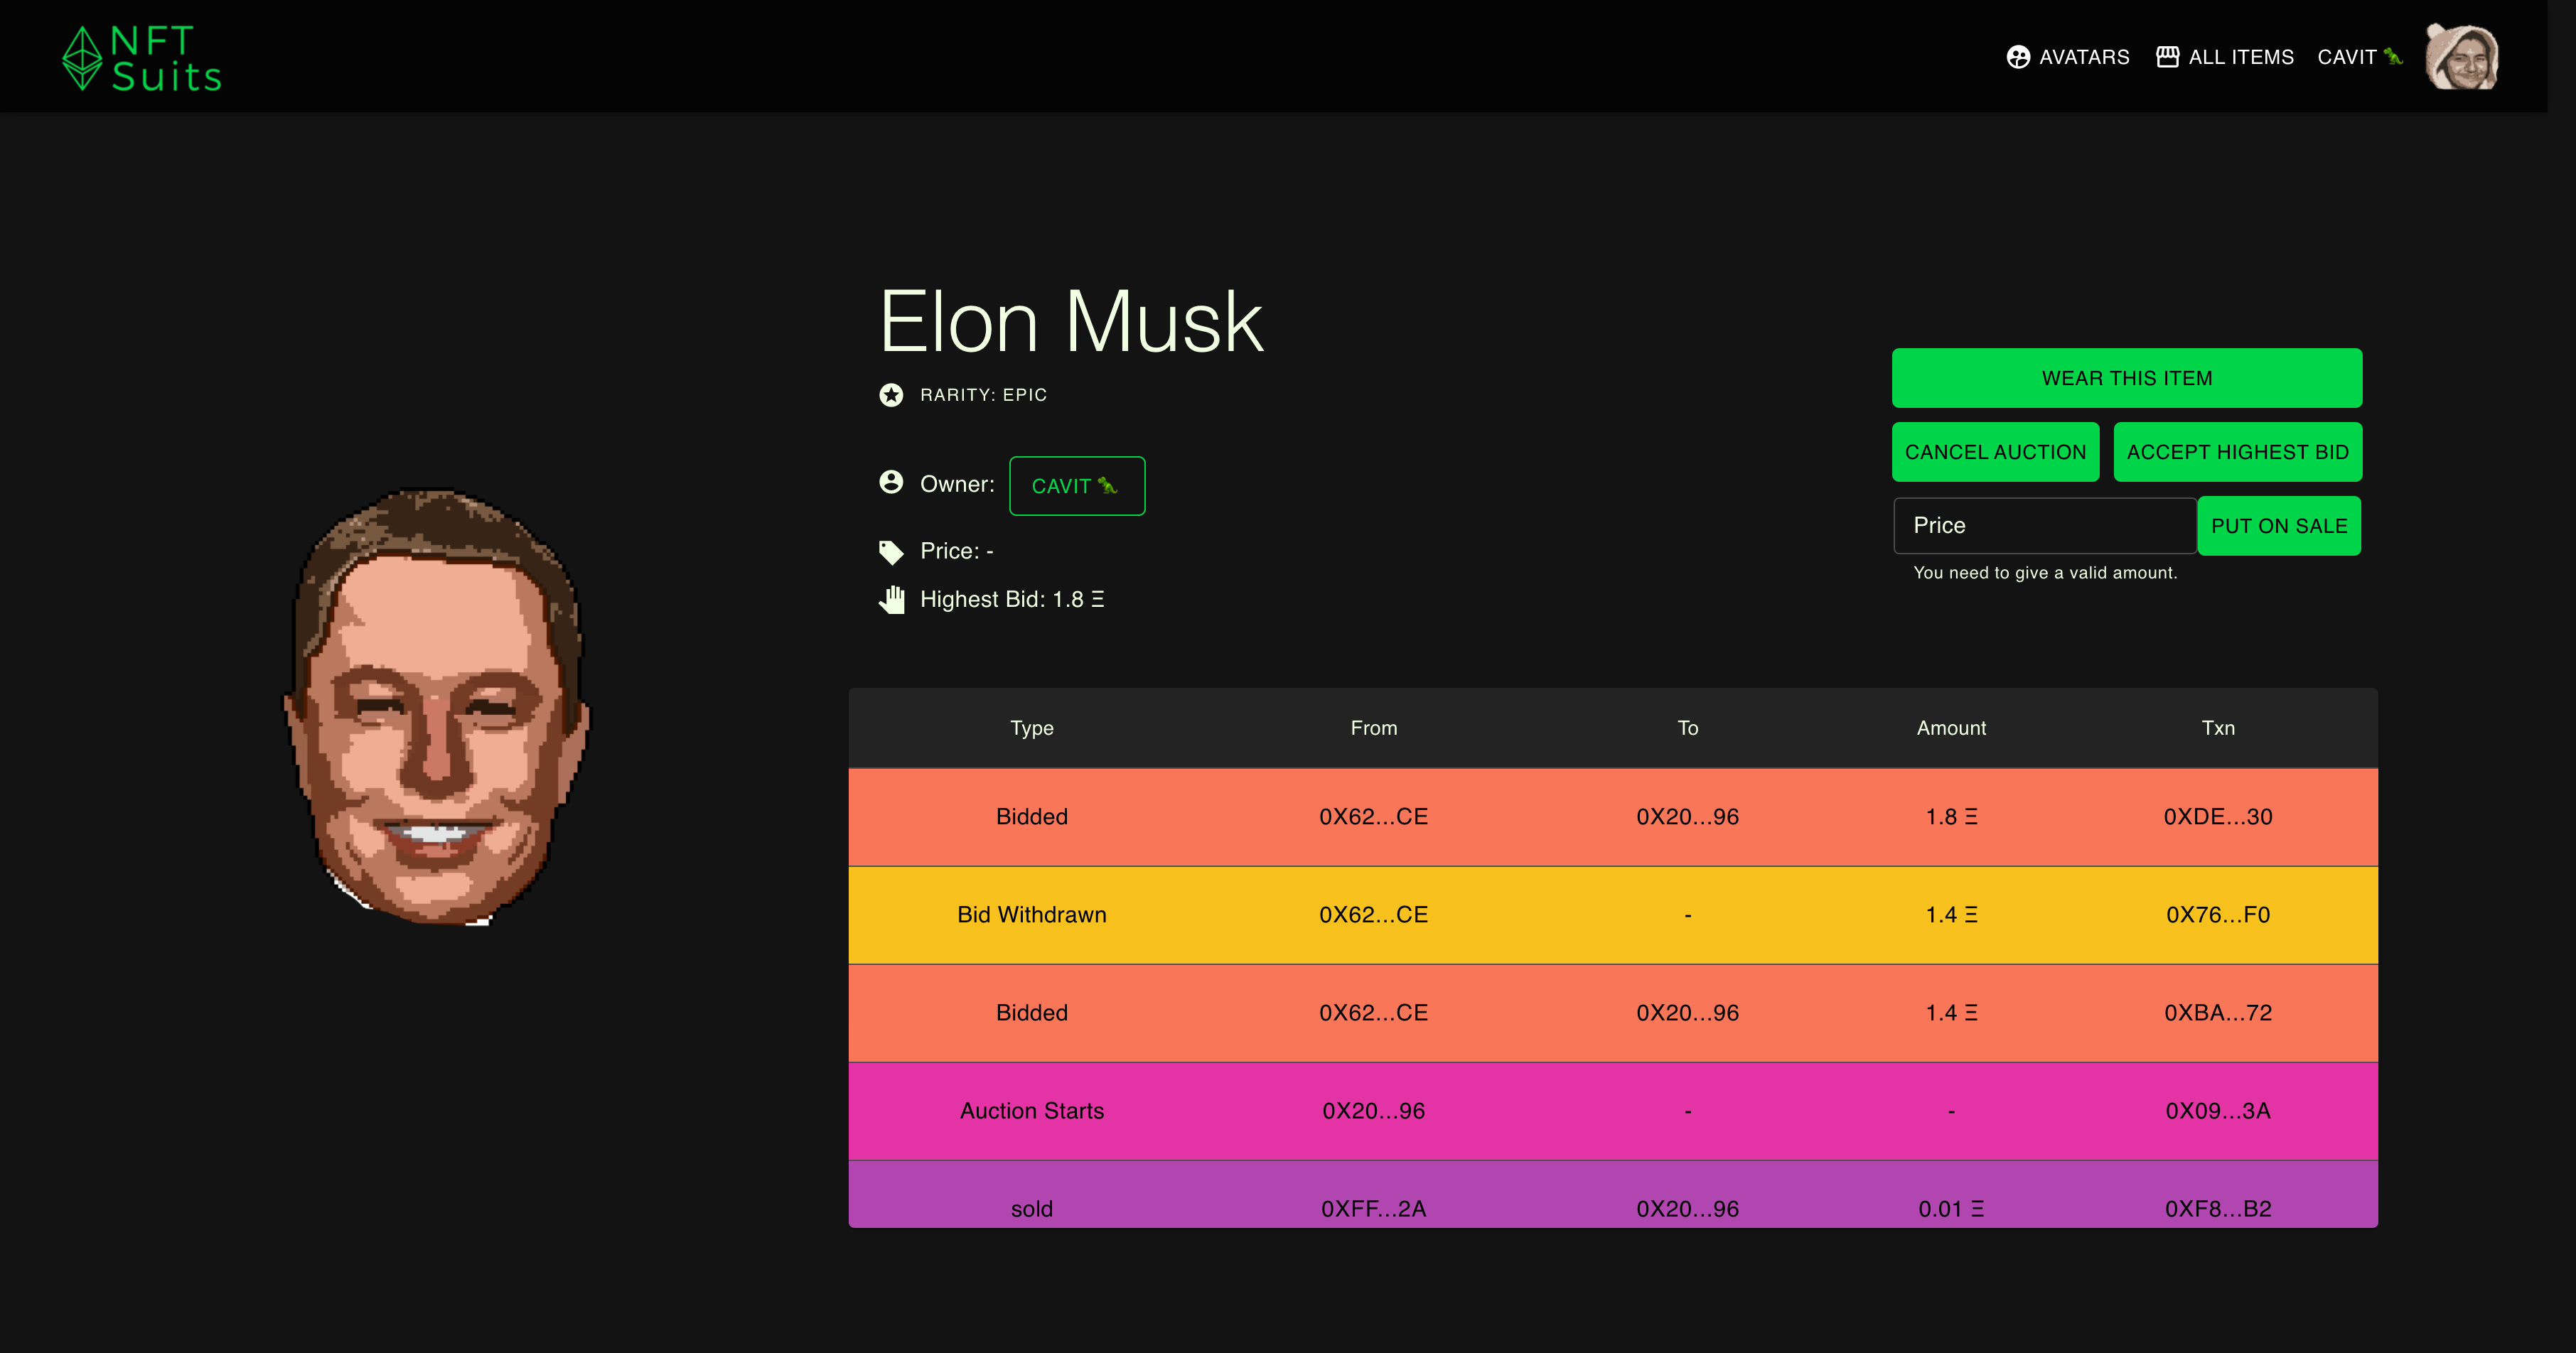 NFT
Suits
AVATARS
ALL ITEMS
CAVIT 🦖
Elon Musk
RARITY: EPIC
Owner: CAVIT 🦖
Price: -
Highest Bid: 1.8 Ξ
WEAR THIS ITEM
CANCEL AUCTION ACCEPT HIGHEST BID
Price PUT ON SALE
You need to give a valid amount.
Type From To Amount Txn
Bidded 0X62...CE 0X20...96 1.8 Ξ 0XDE...30
Bid Withdrawn 0X62...CE - 1.4 Ξ 0X76...F0
Bidded 0X62...CE 0X20...96 1.4 Ξ 0XBA...72
Auction Starts 0X20...96 - - 0X09...3A
sold 0XFF...2A 0X20...96 0.01 Ξ 0XF8...B2